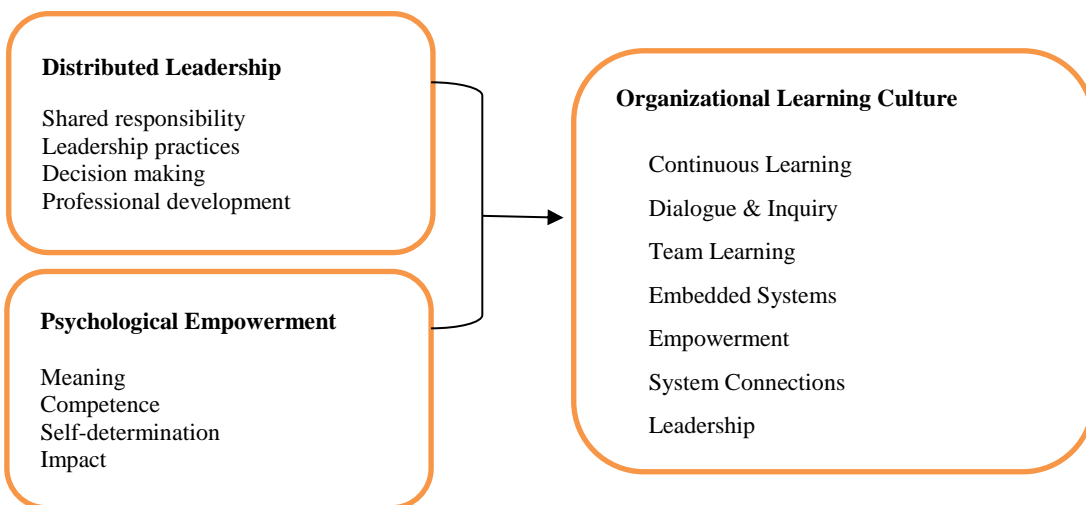 Distributed Leadership
Shared responsibility
Leadership practices
Decision making
Professional development
Psychological Empowerment
Meaning
Competence
Self-determination
Impact
Organizational Learning Culture
Continuous Learning
Dialogue & Inquiry
Team Learning
Embedded Systems
Empowerment
System Connections
Leadership